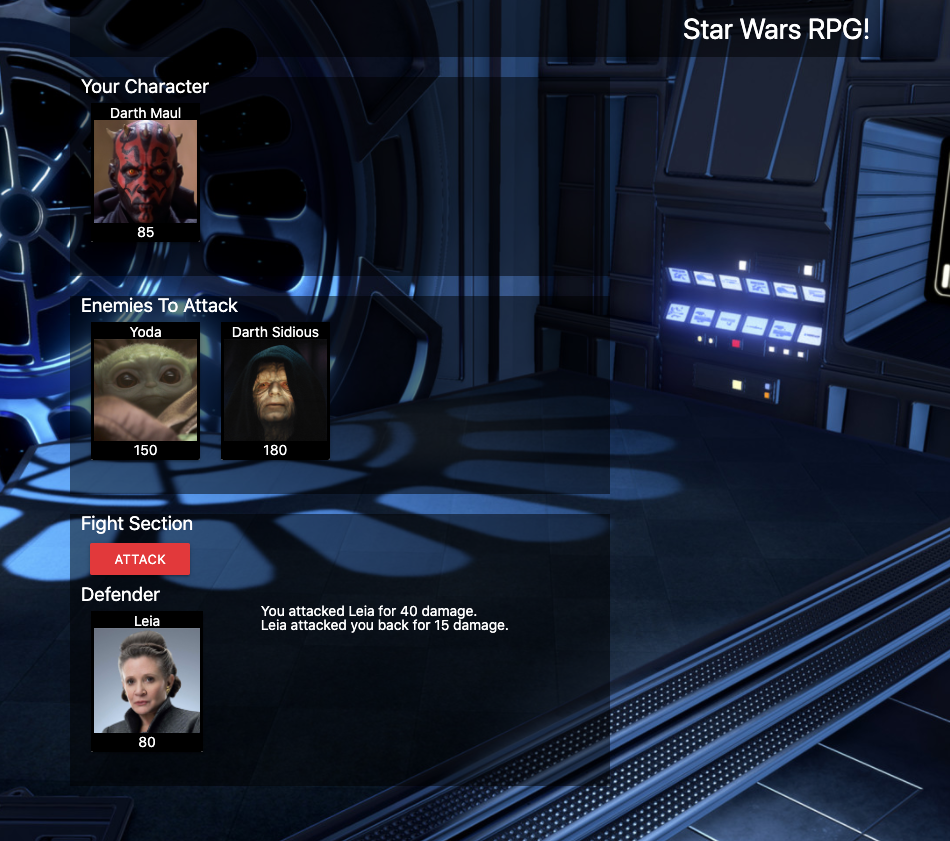 Star Wars RPG!
Your Character
Darth Maul
85
Enemies To Attack
Yoda
Darth Sidious
150
180
Fight Section
ATTACK
Defender
Leia
You attacked Leia for 40 damage.
Leia attacked you back for 15 damage.
80